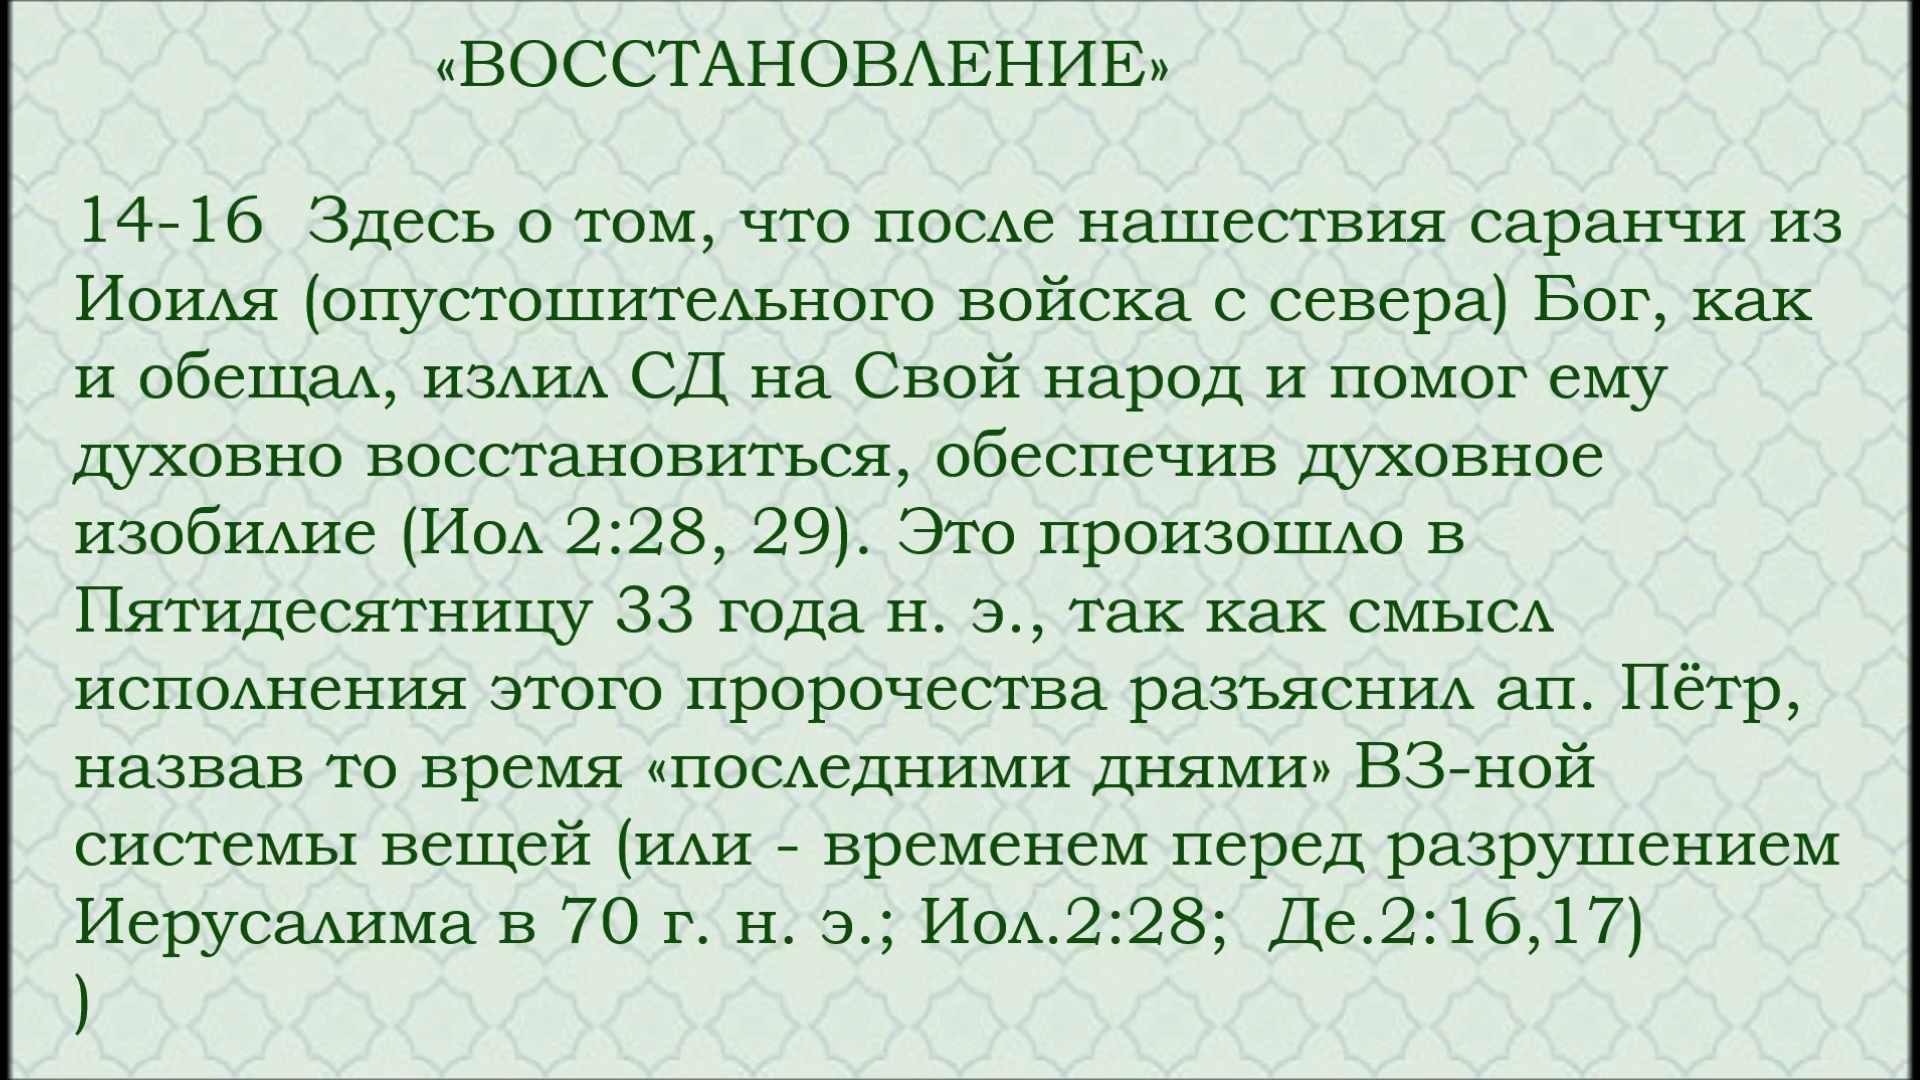 «ВОССТАНОВЛЕНИЕ»
14-16 Здесь о том, что после нашествия саранчи из
Иоиля (опустошительного войска с севера) Бог, как
и обещал, излил СД на Свой народ и помог ему
духовно восстановиться, обеспечив духовное
изобилие (Иол 2:28, 29). Это произошло в
Пятидесятницу 33 года н. э., так как смысл
исполнения этого пророчества разъяснил ап. Пётр,
назвав то время «последними днями» ВЗ-ной
системы вещей (или - временем перед разрушением
Иерусалима в 70 г. н. э.; Иол.2:28; Де.2:16,17)
)